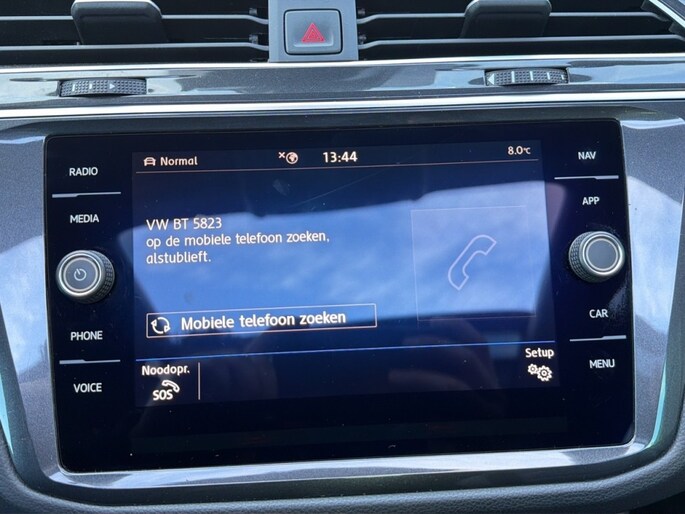 Normal
13:44
8.0°C
RADIO
NAV
MEDIA
APP
VW BT 5823
op de mobiele telefoon zoeken,
alstublieft.
Mobiele telefoon zoeken
PHONE
CAR
VOICE
MENU
Noodopr.
SOS
Setup